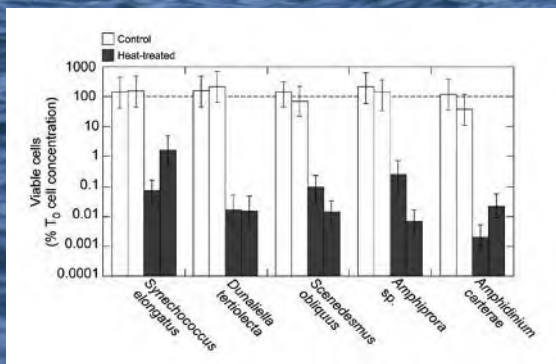 Control
Heat-treated
1000
100
10
1
0.1
0.01
0.001
0.0001
Viable cells
(% T₀ cell concentration)
Synechococcus
elongatus
Dunaliella
tertiolecta
Scenedesmus
obliquus
Amphiprora
sp.
Amphidinium
carterae